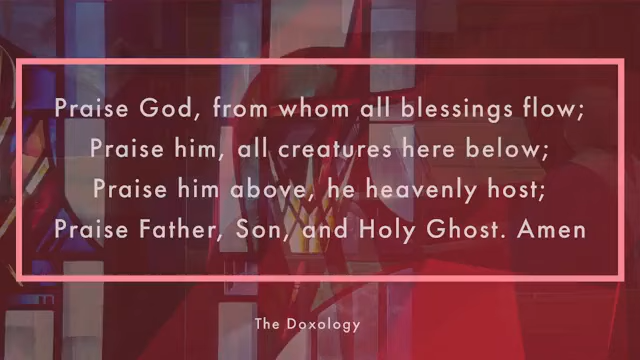 Praise God, from whom all blessings flow;
Praise him, all creatures here below;
Praise him above, he heavenly host;
Praise Father, Son, and Holy Ghost. Amen
The Doxology